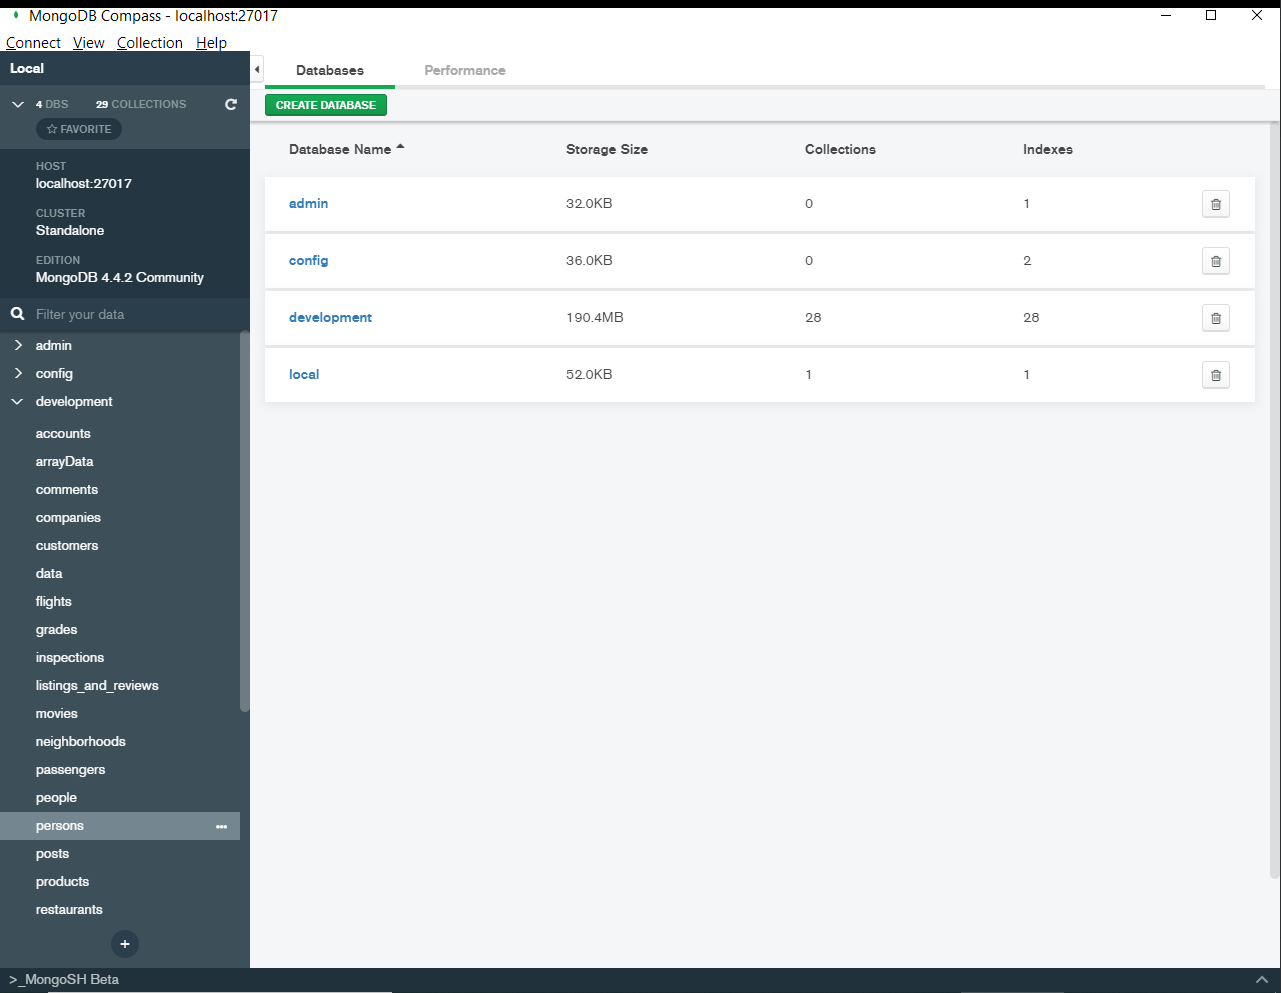 MongoDB Compass - localhost:27017
Connect View Collection Help
Local
4 DBS 29 COLLECTIONS
FAVORITE
HOST
localhost:27017
CLUSTER
Standalone
EDITION
MongoDB 4.4.2 Community
Filter your data
admin
config
development
accounts
arrayData
comments
companies
customers
data
flights
grades
inspections
listings_and_reviews
movies
neighborhoods
passengers
people
persons
posts
products
restaurants
+
>_MongoSH Beta
Databases Performance
CREATE DATABASE
Database Name Storage Size Collections Indexes
admin 32.0KB 0 1
config 36.0KB 0 2
development 190.4MB 28 28
local 52.0KB 1 1